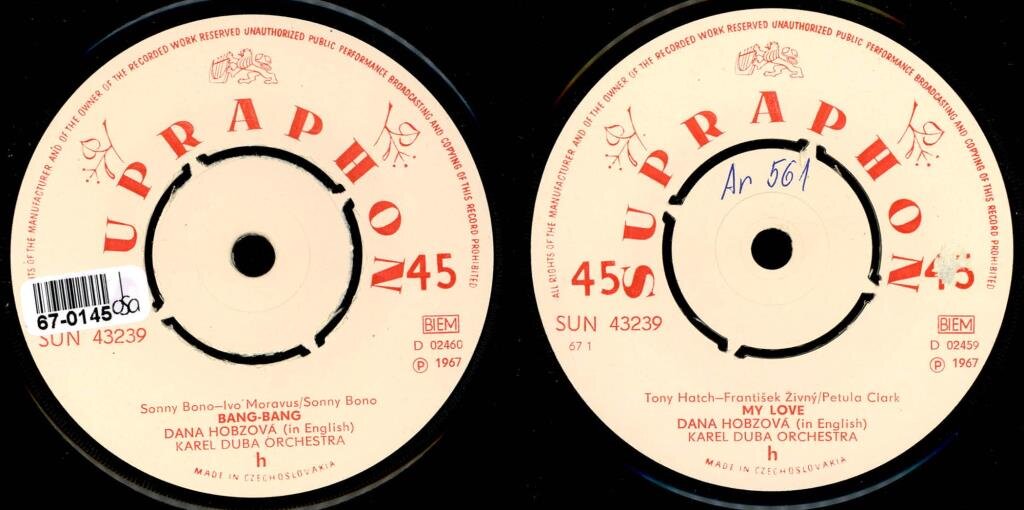 RIGHTS OF THE MANUFACTURER AND OF THE OWNER OF THE RECORDED WORK RESERVED UNAUTHORIZED PUBLIC PERFORMANCE BROADCASTING AND COPYING OF THIS RECORD PROHIBITED
UPRAPHON
45
67-0145
osa
SUN 43239
BIEM
D 02460
Ⓟ 1967
Sonny Bono—Ivo Moravus/Sonny Bono
BANG-BANG
DANA HOBZOVÁ (in English)
KAREL DUBA ORCHESTRA
h
MADE IN CZECHOSLOVAKIA
ALL RIGHTS OF THE MANUFACTURER AND OF THE OWNER OF THE RECORDED WORK RESERVED UNAUTHORIZED PUBLIC PERFORMANCE BROADCASTING AND COPYING OF THIS RECORD PROHIBITED
SUPRAPHON
Ar 561
45
45
SUN 43239
67 1
BIEM
D 02459
Ⓟ 1967
Tony Hatch—František Živný/Petula Clark
MY LOVE
DANA HOBZOVÁ (in English)
KAREL DUBA ORCHESTRA
h
MADE IN CZECHOSLOVAKIA